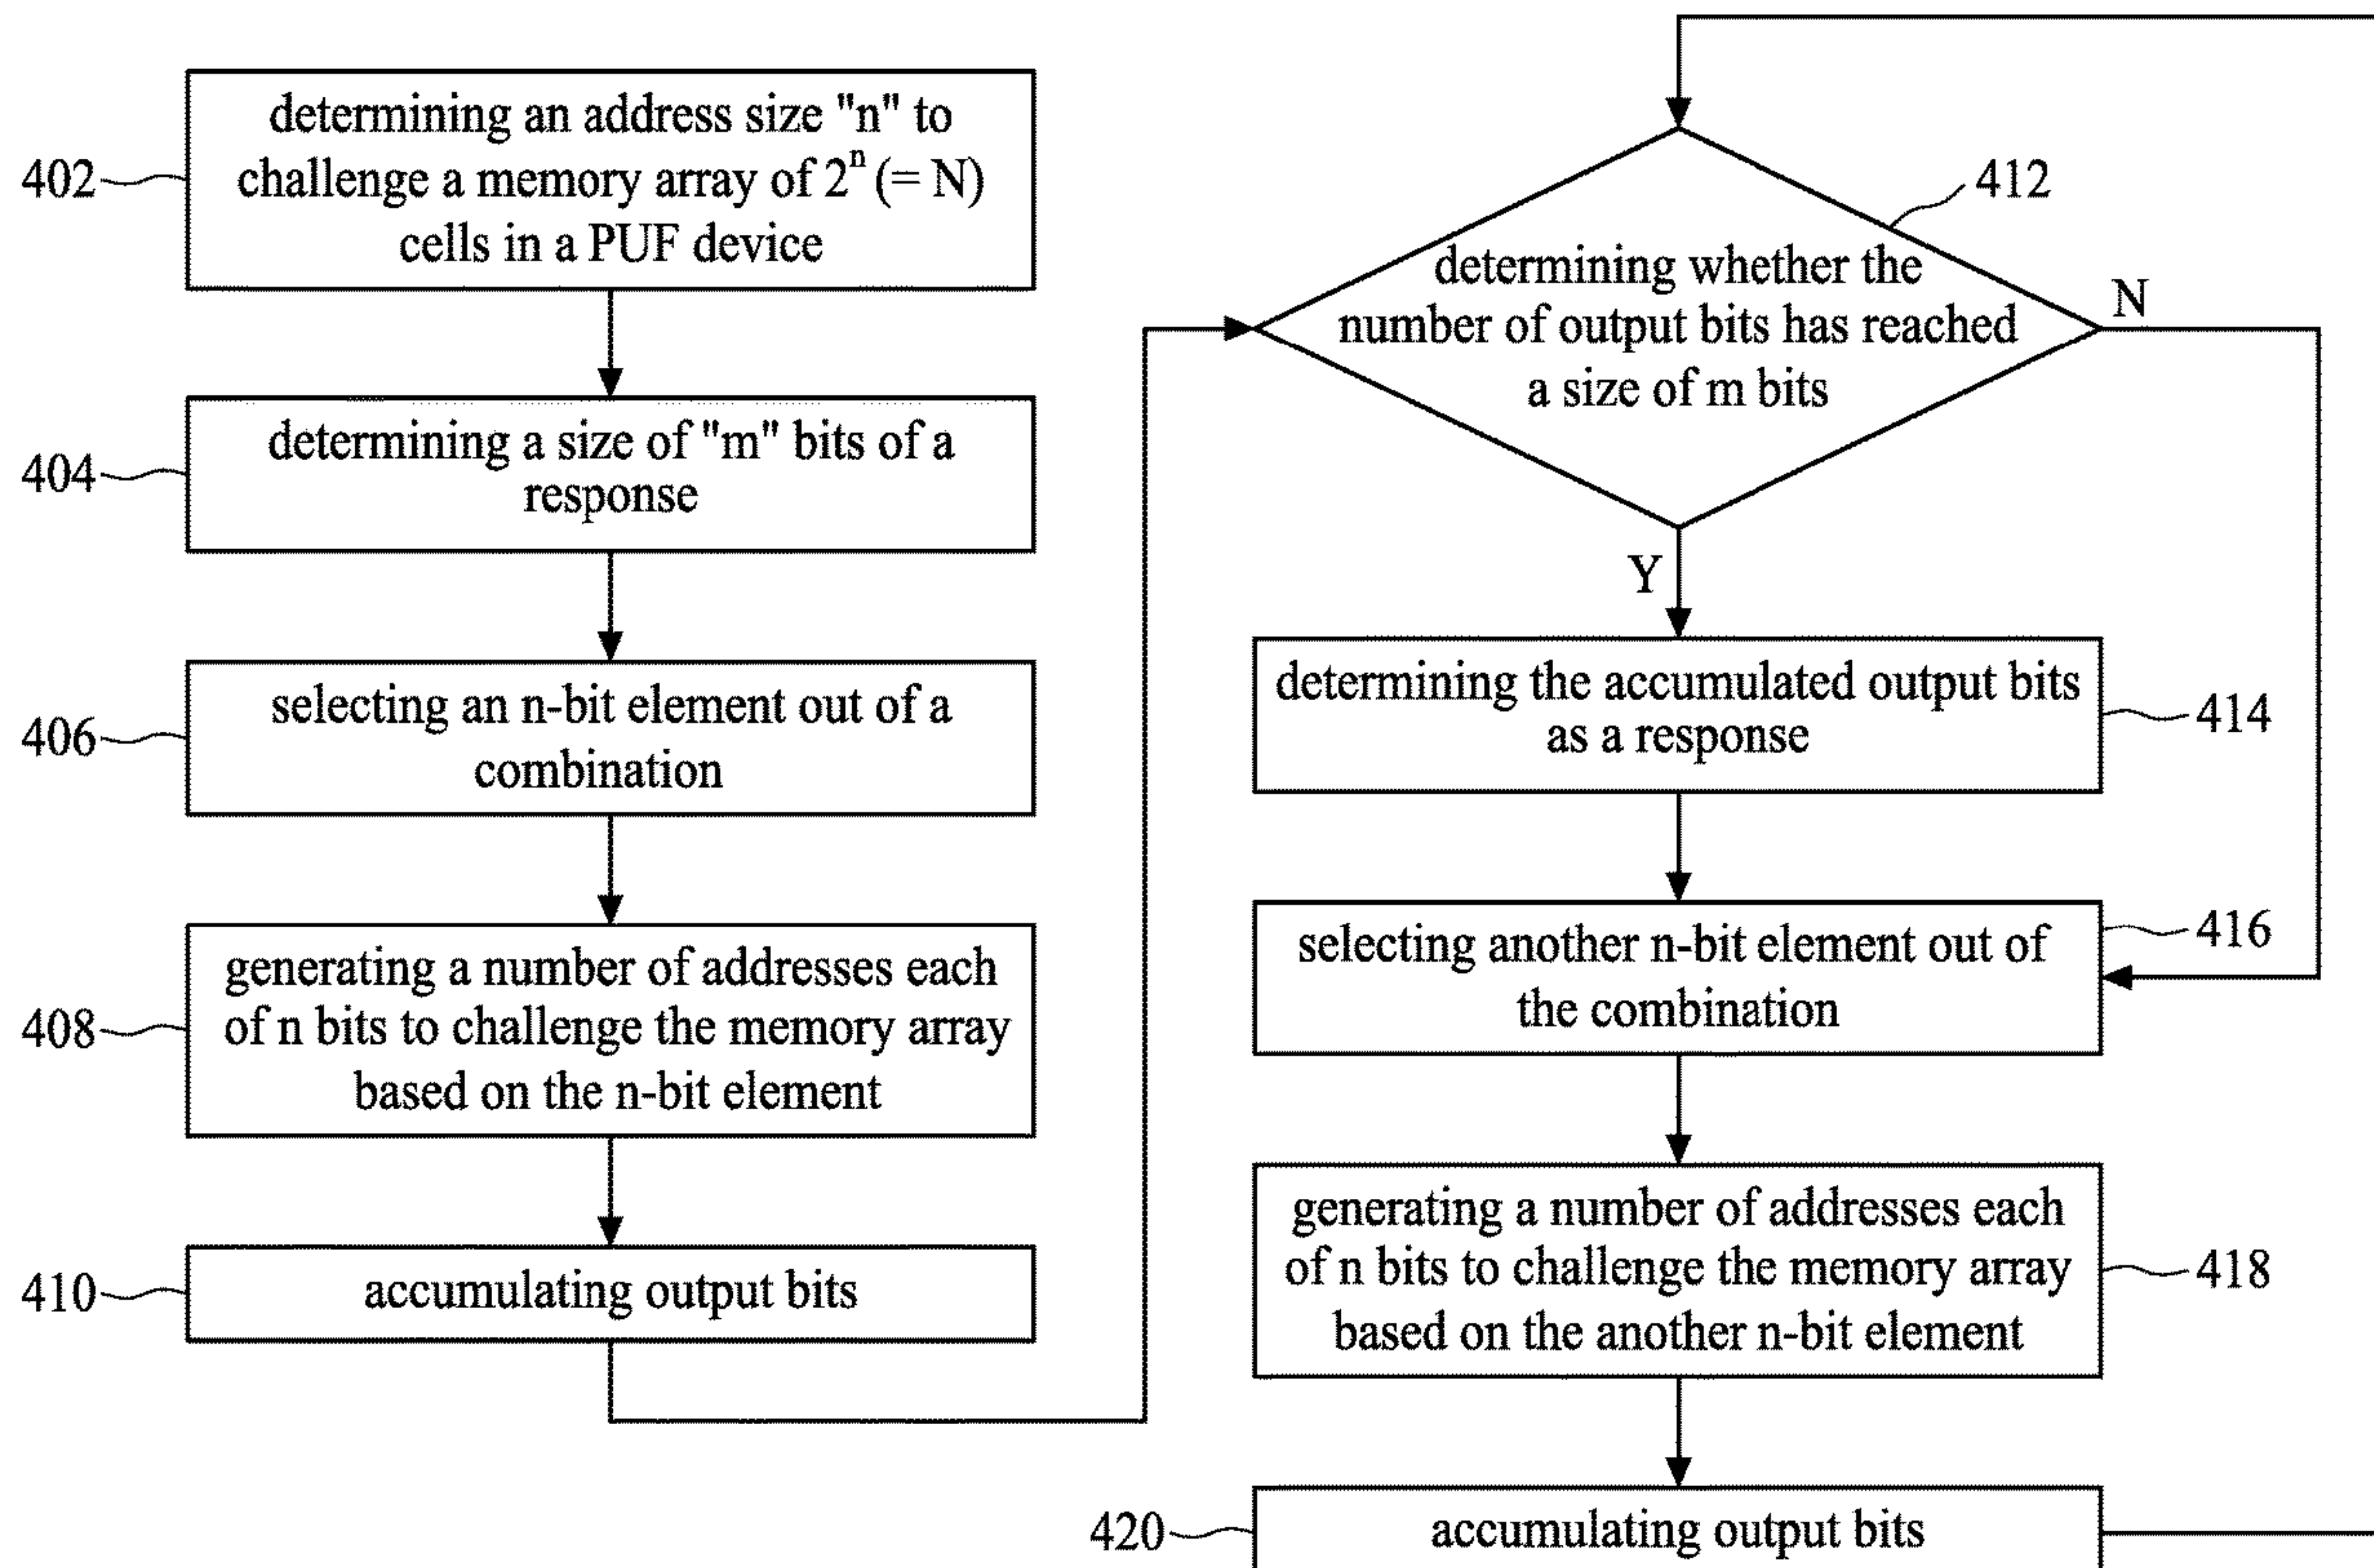 402
determining an address size "n" to
challenge a memory array of 2ⁿ (= N)
cells in a PUF device
404
determining a size of "m" bits of a
response
406
selecting an n-bit element out of a
combination
408
generating a number of addresses each
of n bits to challenge the memory array
based on the n-bit element
410
accumulating output bits
412
determining whether the
number of output bits has reached
a size of m bits
N
Y
determining the accumulated output bits
as a response
414
selecting another n-bit element out of
the combination
416
generating a number of addresses each
of n bits to challenge the memory array
based on the another n-bit element
418
420
accumulating output bits